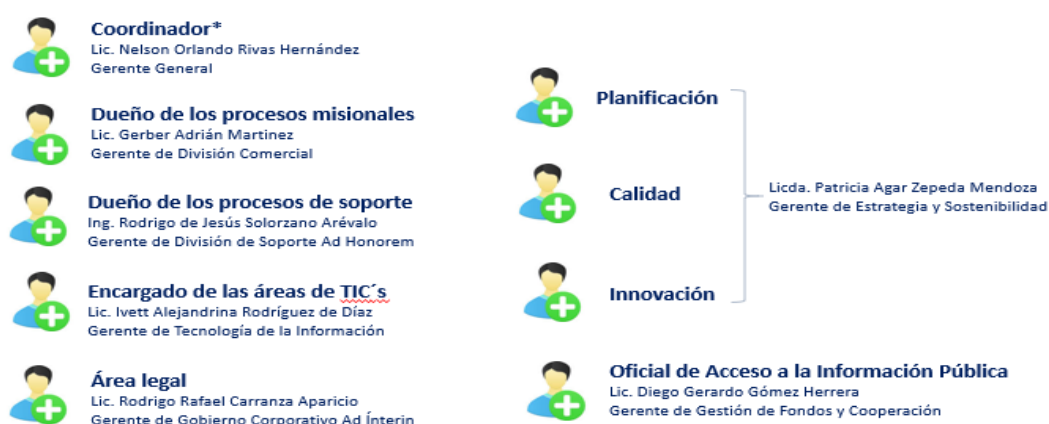 Coordinador*
Lic. Nelson Orlando Rivas Hernández
Gerente General
Dueño de los procesos misionales
Lic. Gerber Adrián Martinez
Gerente de División Comercial
Dueño de los procesos de soporte
Ing. Rodrigo de Jesús Solorzano Arévalo
Gerente de División de Soporte Ad Honorem
Encargado de las áreas de TIC´s
Lic. Ivett Alejandrina Rodríguez de Díaz
Gerente de Tecnología de la Información
Área legal
Lic. Rodrigo Rafael Carranza Aparicio
Gerente de Gobierno Corporativo Ad Ínterin
Planificación
Calidad
Innovación
Licda. Patricia Agar Zepeda Mendoza
Gerente de Estrategia y Sostenibilidad
Oficial de Acceso a la Información Pública
Lic. Diego Gerardo Gómez Herrera
Gerente de Gestión de Fondos y Cooperación